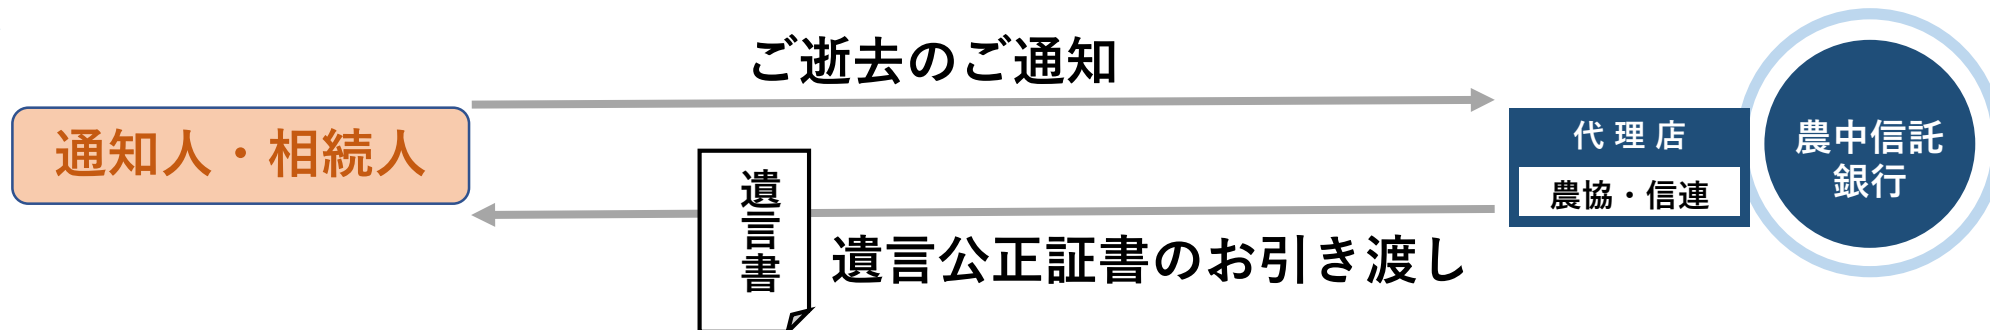 ご逝去のご通知
通知人・相続人
遺言書
遺言公正証書のお引き渡し
代理店
農協・信連
農中信託
銀行